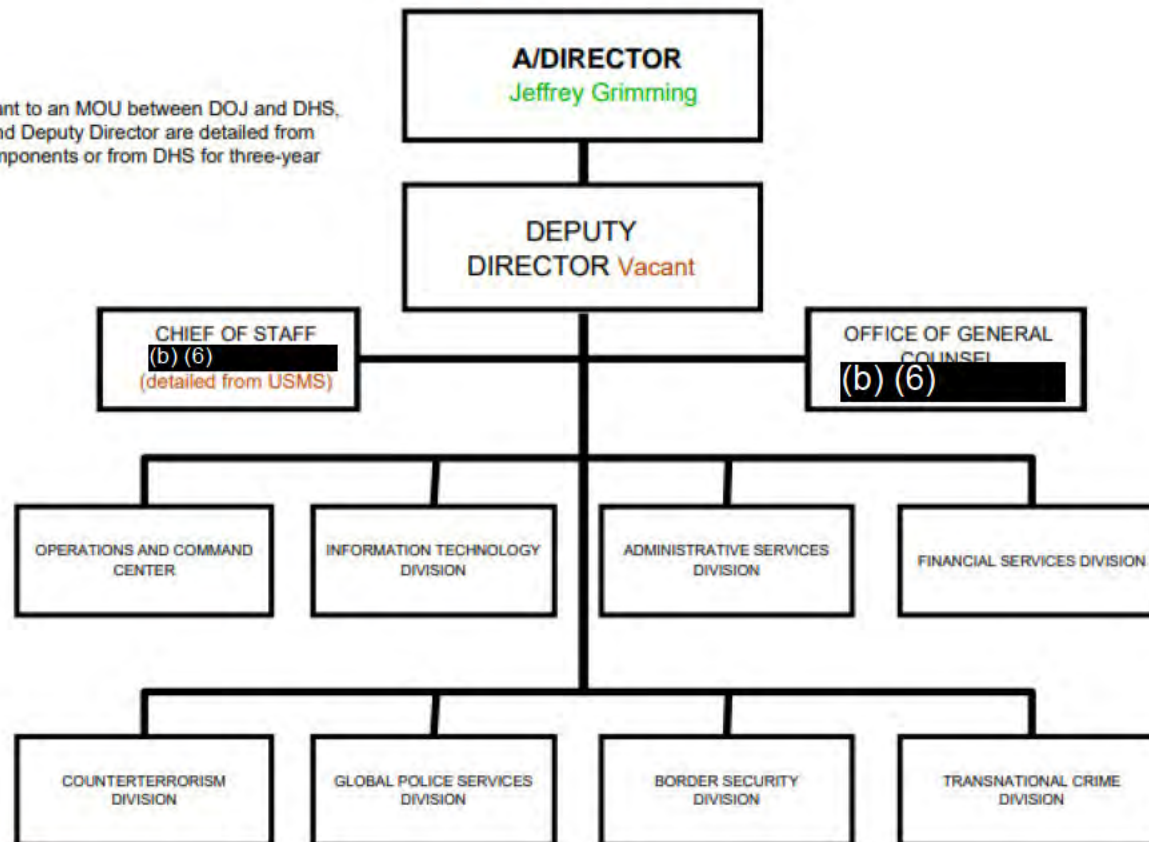 A/DIRECTOR
Jeffrey Grimming
ant to an MOU between DOJ and DHS,
nd Deputy Director are detailed from
mponents or from DHS for three-year
DEPUTY
DIRECTOR Vacant
CHIEF OF STAFF
(b) (6)
(detailed from USMS)
OFFICE OF GENERAL
COUNSEL
(b) (6)
OPERATIONS AND COMMAND
CENTER
INFORMATION TECHNOLOGY
DIVISION
ADMINISTRATIVE SERVICES
DIVISION
FINANCIAL SERVICES DIVISION
COUNTERTERRORISM
DIVISION
GLOBAL POLICE SERVICES
DIVISION
BORDER SECURITY
DIVISION
TRANSNATIONAL CRIME
DIVISION